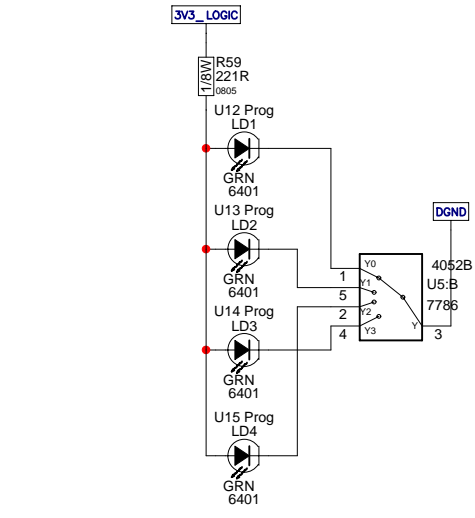 3V3_LOGIC
1/8W
R59
221R
0805
U12 Prog
LD1
GRN
6401
U13 Prog
LD2
GRN
6401
U14 Prog
LD3
GRN
6401
U15 Prog
LD4
GRN
6401
DGND
4052B
U5:B
7786
Y0
1
Y1
5
Y2
2
Y3
4
Y
3